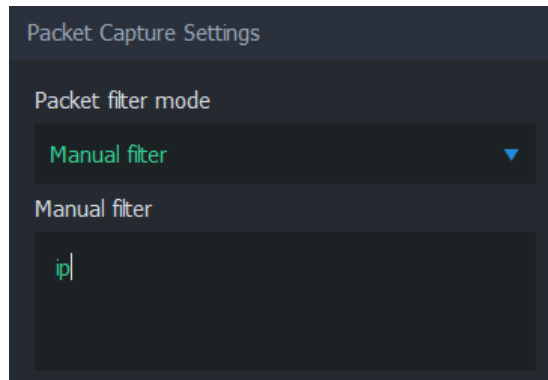 Packet Capture Settings
Packet filter mode
Manual filter
Manual filter
ip